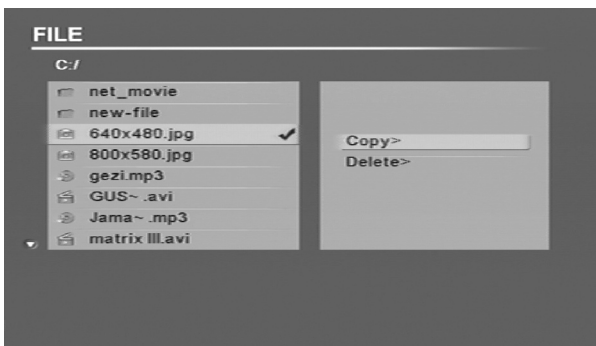 FILE
C:/
net_movie
new-file
640x480.jpg
800x580.jpg
gezi.mp3
GUS~ .avi
Jama~ .mp3
matrix III.avi
Copy>
Delete>